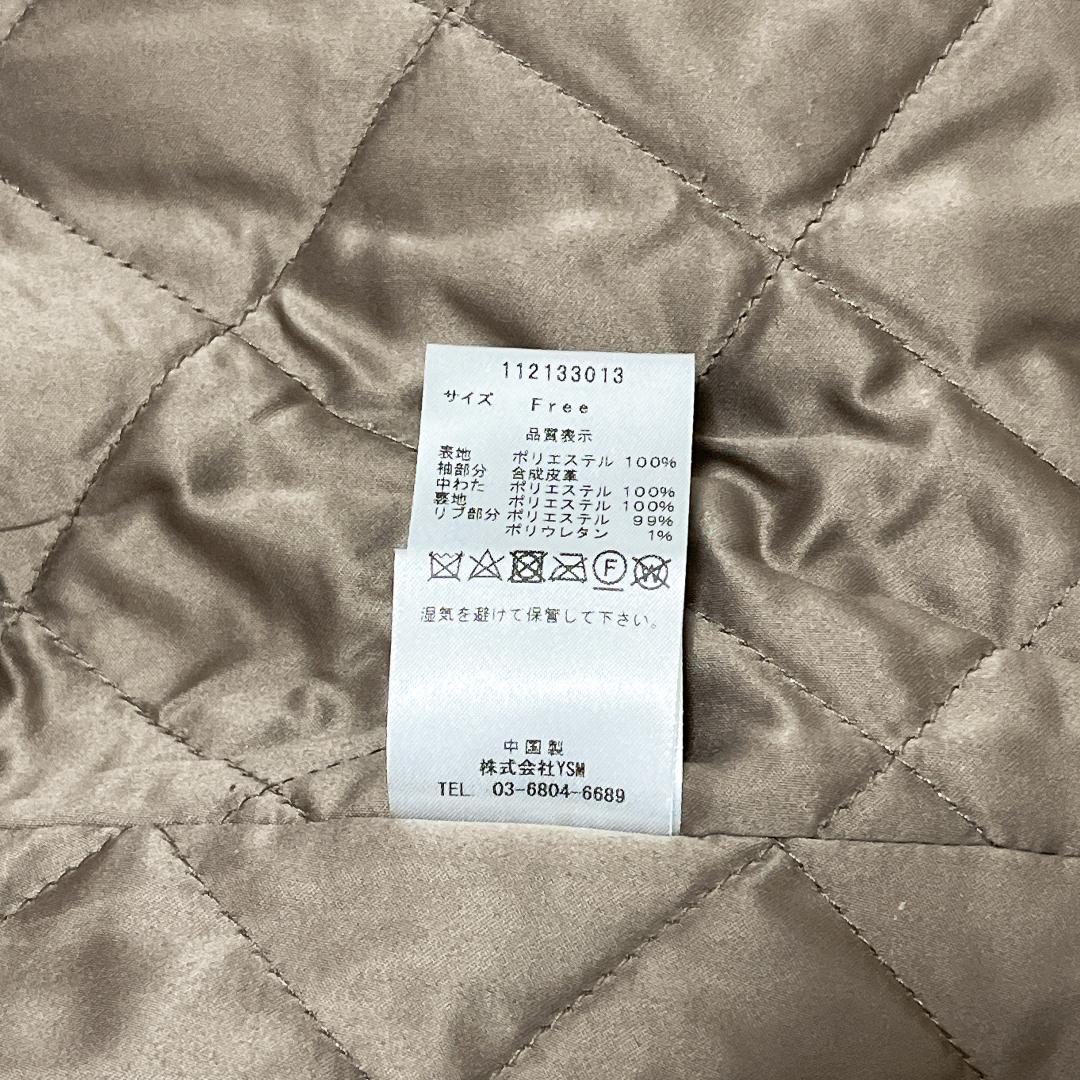 112133013
サイズ Free
品質表示
表地 ポリエステル 100%
袖部分 合成皮革
中わた ポリエステル 100%
裏地 ポリエステル 100%
リブ部分 ポリエステル 99%
ポリウレタン 1%
F W
湿気を避けて保管して下さい。
中国製
株式会社YSM
TEL 03-6804-6689